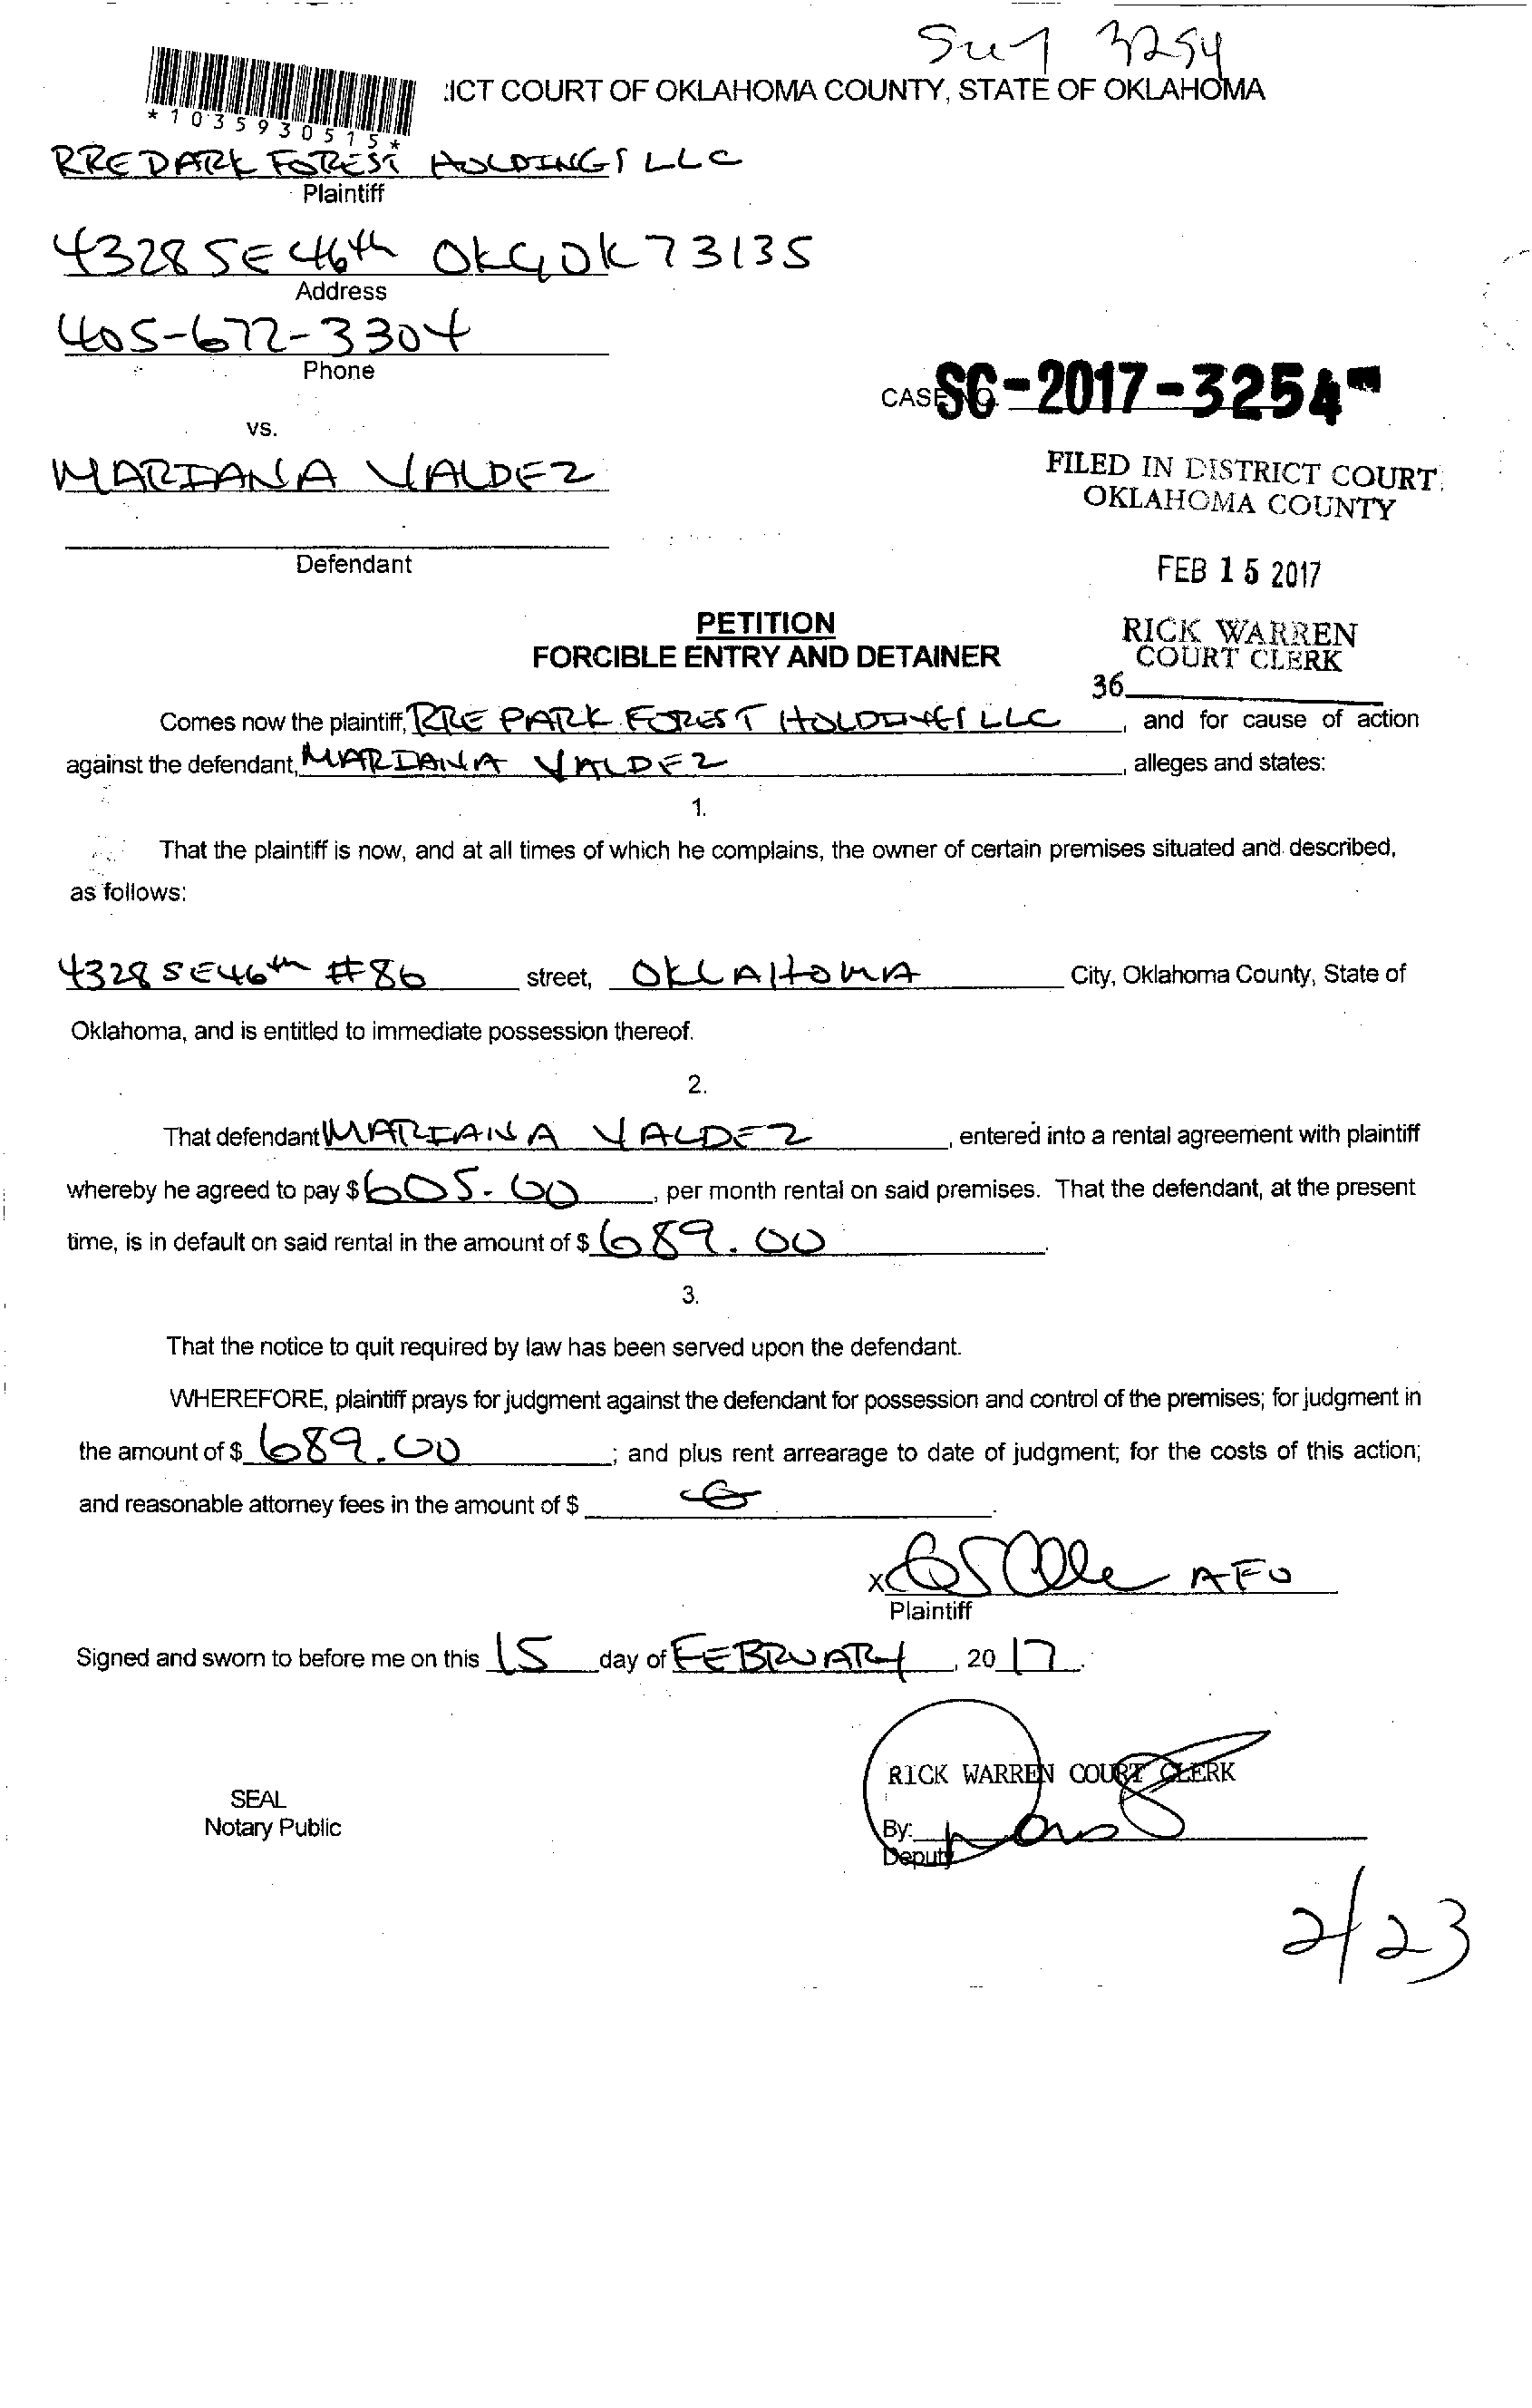 3254
*1035930515*
ICT COURT OF OKLAHOMA COUNTY, STATE OF OKLAHOMA
RRE PARK FOREST HOLDINGS LLC
Plaintiff
4328 SE 46th OKC, OK 73135
Address
405-672-3304
Phone
CASE NO. SC-2017-3254
vs.
MARIANA VALDEZ
FILED IN DISTRICT COURT
OKLAHOMA COUNTY
Defendant
FEB 15 2017
PETITION
RICK WARREN
FORCIBLE ENTRY AND DETAINER
COURT CLERK
36
Comes now the plaintiff, RRE PARK FOREST HOLDINGS LLC, and for cause of action
against the defendant, MARIANA VALDEZ, alleges and states:
1.
That the plaintiff is now, and at all times of which he complains, the owner of certain premises situated and described,
as follows:
4328 SE 46th #86 street, OKLAHOMA City, Oklahoma County, State of
Oklahoma, and is entitled to immediate possession thereof.
2.
That defendant MARIANA VALDEZ, entered into a rental agreement with plaintiff
whereby he agreed to pay $ 605.00, per month rental on said premises. That the defendant, at the present
time, is in default on said rental in the amount of $ 689.00.
3.
That the notice to quit required by law has been served upon the defendant.
WHEREFORE, plaintiff prays for judgment against the defendant for possession and control of the premises; for judgment in
the amount of $ 689.00; and plus rent arrearage to date of judgment; for the costs of this action;
and reasonable attorney fees in the amount of $
X AFO
Plaintiff
Signed and sworn to before me on this 15 day of FEBRUARY, 2017.
RICK WARREN COURT CLERK
SEAL
Notary Public
By:
Deputy
2/23